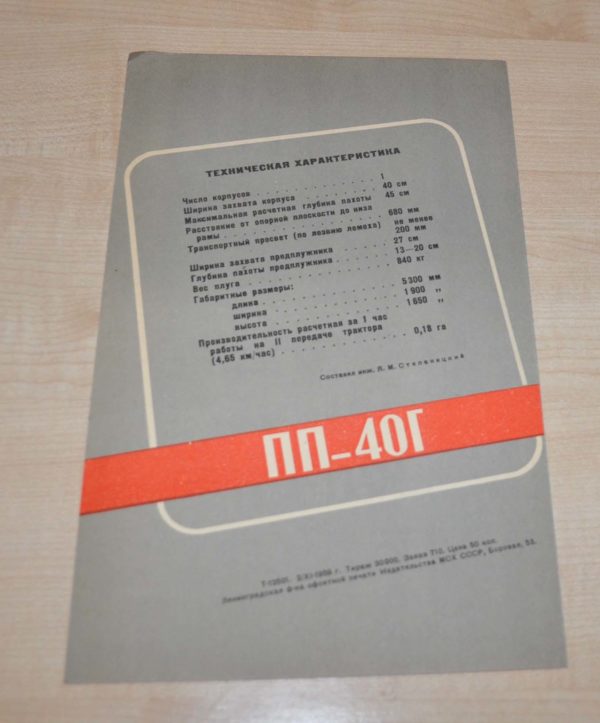 ТЕХНИЧЕСКАЯ ХАРАКТЕРИСТИКА
Число корпусов . . . . . . . . . . . . . 1
Ширина захвата корпуса . . . . . . . . 40 см
Максимальная расчетная глубина пахоты 45 см
Расстояние от опорной плоскости до низа
рамы . . . . . . . . . . . . . . . . . 680 мм
Транспортный просвет (по лезвию лемеха) не менее
200 мм
Ширина захвата предплужника . . . . . 27 см
Глубина пахоты предплужника . . . . . 13—20 см
Вес плуга . . . . . . . . . . . . . . . 840 кг
Габаритные размеры:
длина . . . . . . . . . . . . . . . 5300 мм
ширина . . . . . . . . . . . . . . 1900 „
высота . . . . . . . . . . . . . . 1650 „
Производительность расчетная за 1 час
работы на II передаче трактора
(4,65 км/час) . . . . . . . . . . . . 0,18 га
Составил инж. Л. М. Степаницкий
ПП-40Г
г. Тираж 30000. Заказ 710. Цена 50 коп.
Ленинградская офсетной печати Издательства МСХ СССР, Боровая,